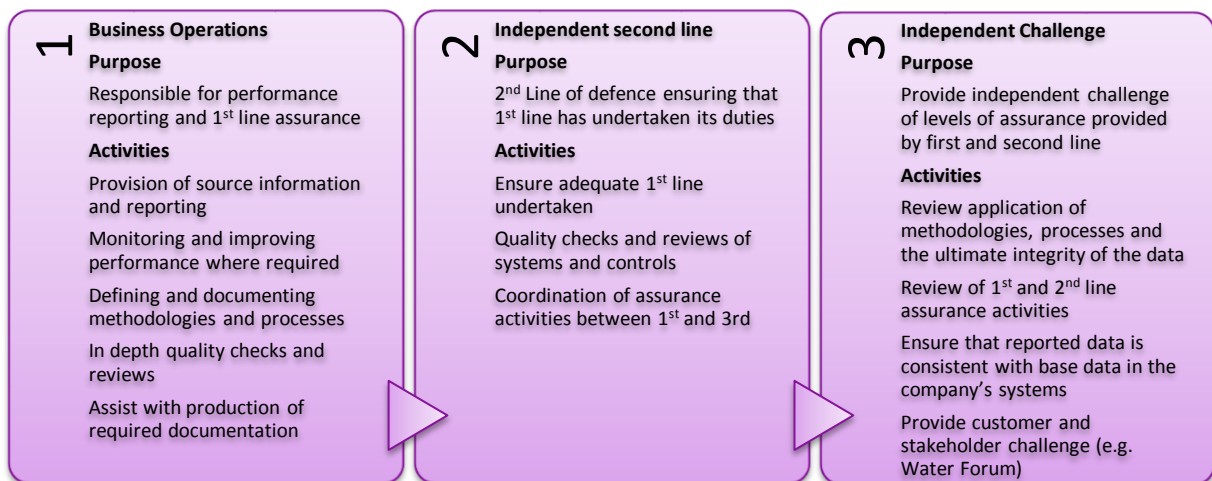 1
Business Operations
Purpose
Responsible for performance
reporting and 1st line assurance
Activities
Provision of source information
and reporting
Monitoring and improving
performance where required
Defining and documenting
methodologies and processes
In depth quality checks and
reviews
Assist with production of
required documentation
2
Independent second line
Purpose
2nd Line of defence ensuring that
1st line has undertaken its duties
Activities
Ensure adequate 1st line
undertaken
Quality checks and reviews of
systems and controls
Coordination of assurance
activities between 1st and 3rd
3
Independent Challenge
Purpose
Provide independent challenge
of levels of assurance provided
by first and second line
Activities
Review application of
methodologies, processes and
the ultimate integrity of the data
Review of 1st and 2nd line
assurance activities
Ensure that reported data is
consistent with base data in the
company's systems
Provide customer and
stakeholder challenge (e.g.
Water Forum)